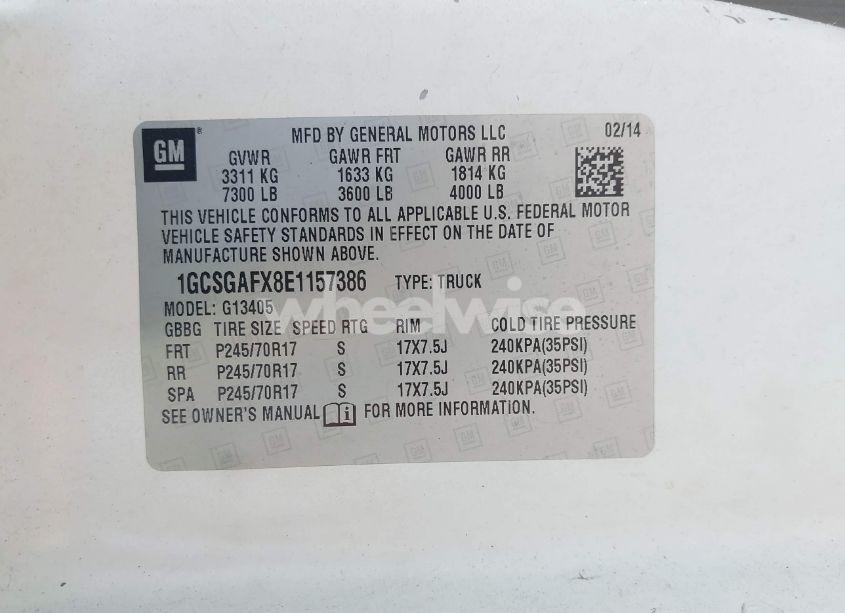 GM ® MFD BY GENERAL MOTORS LLC 02/14
GVWR GAWR FRT GAWR RR
3311 KG 1633 KG 1814 KG
7300 LB 3600 LB 4000 LB
THIS VEHICLE CONFORMS TO ALL APPLICABLE U.S. FEDERAL MOTOR
VEHICLE SAFETY STANDARDS IN EFFECT ON THE DATE OF
MANUFACTURE SHOWN ABOVE.
1GCSGAFX8E1157386 TYPE: TRUCK
MODEL: G13405
wheelwise
GBBG TIRE SIZE SPEED RTG RIM COLD TIRE PRESSURE
FRT P245/70R17 S 17X7.5J 240KPA(35PSI)
RR P245/70R17 S 17X7.5J 240KPA(35PSI)
SPA P245/70R17 S 17X7.5J 240KPA(35PSI)
SEE OWNER'S MANUAL i FOR MORE INFORMATION.